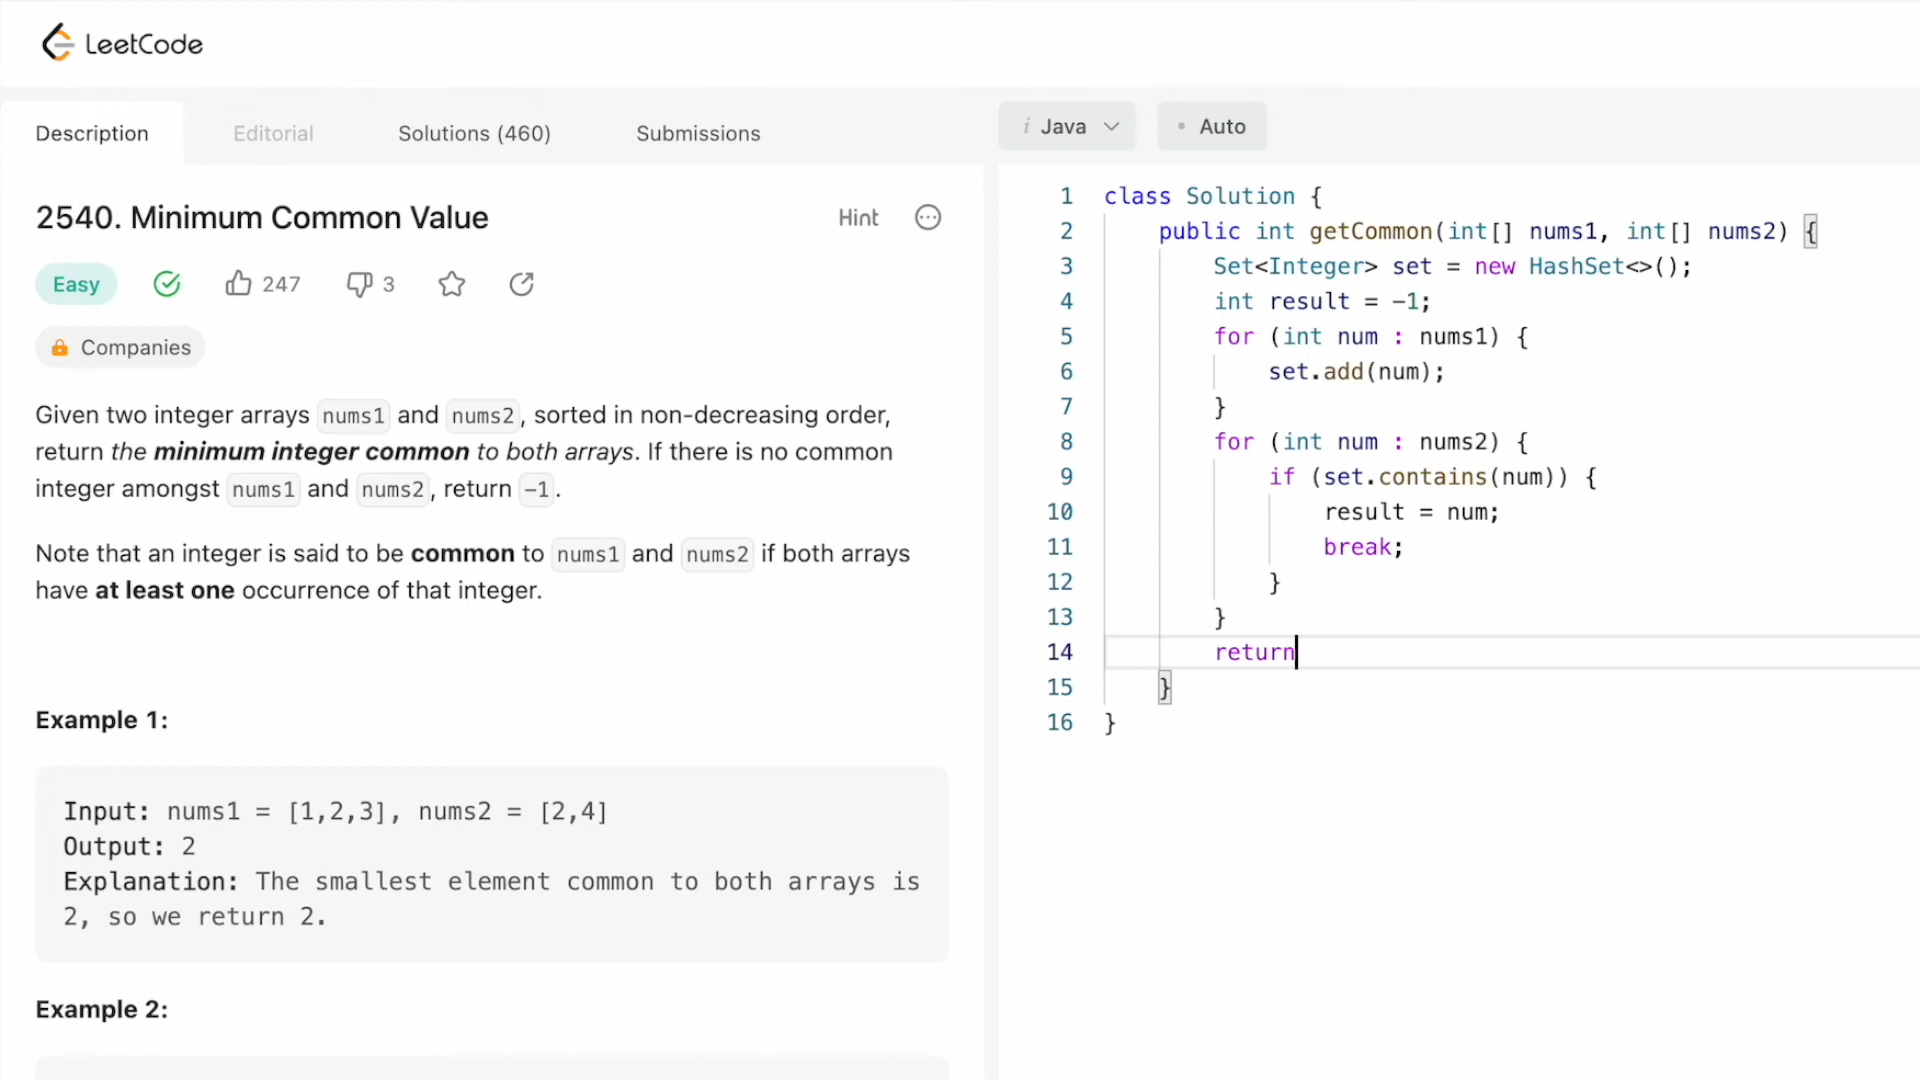 LeetCode
Description Editorial Solutions (460) Submissions
2540. Minimum Common Value Hint
Easy 247 3
Companies
Given two integer arrays nums1 and nums2, sorted in non-decreasing order,
return the minimum integer common to both arrays. If there is no common
integer amongst nums1 and nums2, return -1.
Note that an integer is said to be common to nums1 and nums2 if both arrays
have at least one occurrence of that integer.
Example 1:
Input: nums1 = [1,2,3], nums2 = [2,4]
Output: 2
Explanation: The smallest element common to both arrays is
2, so we return 2.
Example 2:
i Java • Auto
1 class Solution {
2 public int getCommon(int[] nums1, int[] nums2) {
3 Set<Integer> set = new HashSet<>();
4 int result = -1;
5 for (int num : nums1) {
6 set.add(num);
7 }
8 for (int num : nums2) {
9 if (set.contains(num)) {
10 result = num;
11 break;
12 }
13 }
14 return
15 }
16 }